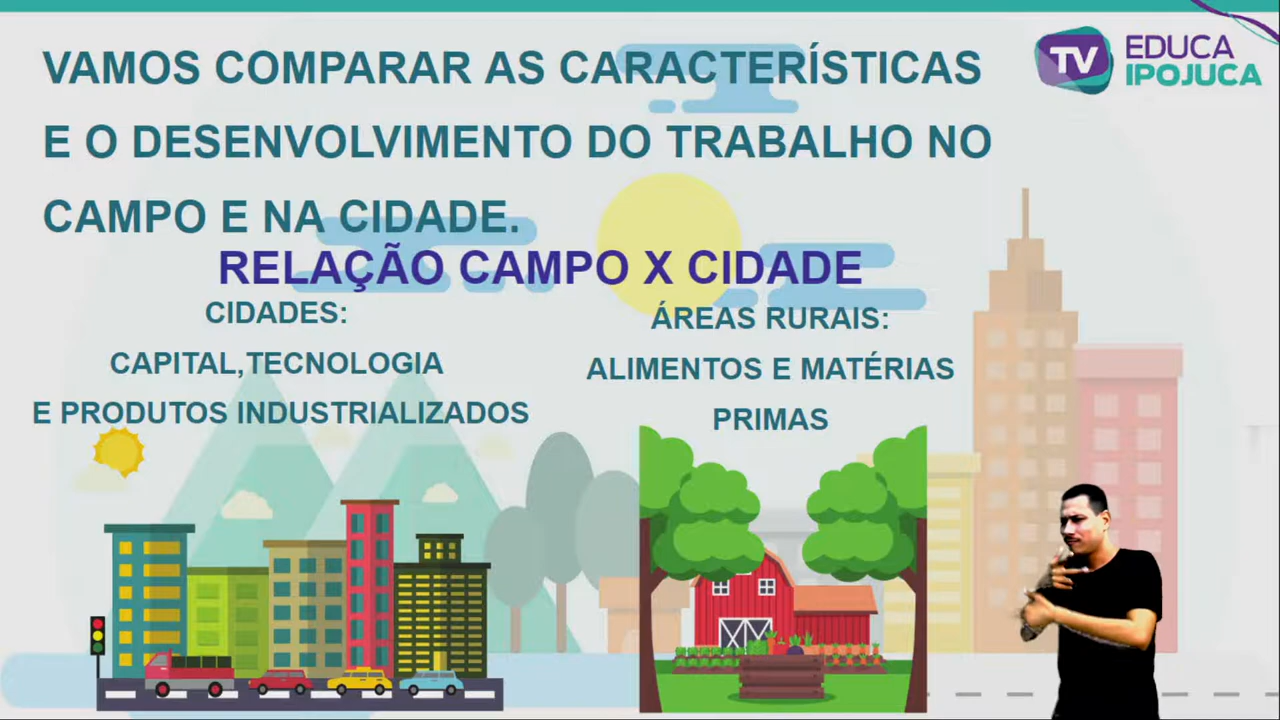 VAMOS COMPARAR AS CARACTERÍSTICAS
E O DESENVOLVIMENTO DO TRABALHO NO
CAMPO E NA CIDADE.
RELAÇÃO CAMPO X CIDADE
CIDADES:
CAPITAL,TECNOLOGIA
E PRODUTOS INDUSTRIALIZADOS
ÁREAS RURAIS:
ALIMENTOS E MATÉRIAS
PRIMAS
TV EDUCA
IPOJUCA